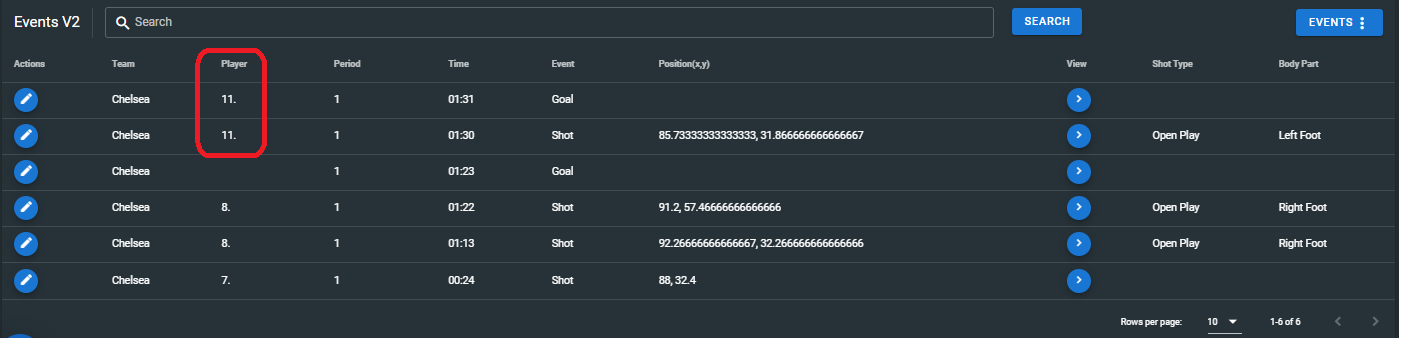 Events V2 Search SEARCH EVENTS
Actions Team Player Period Time Event Position(x,y) View Shot Type Body Part
Chelsea 11. 1 01:31 Goal
Chelsea 11. 1 01:30 Shot 85.73333333333333, 31.866666666666667 Open Play Left Foot
Chelsea 1 01:23 Goal
Chelsea 8. 1 01:22 Shot 91.2, 57.46666666666666 Open Play Right Foot
Chelsea 8. 1 01:13 Shot 92.26666666666667, 32.266666666666666 Open Play Right Foot
Chelsea 7. 1 00:24 Shot 88, 32.4
Rows per page: 10 1-6 of 6